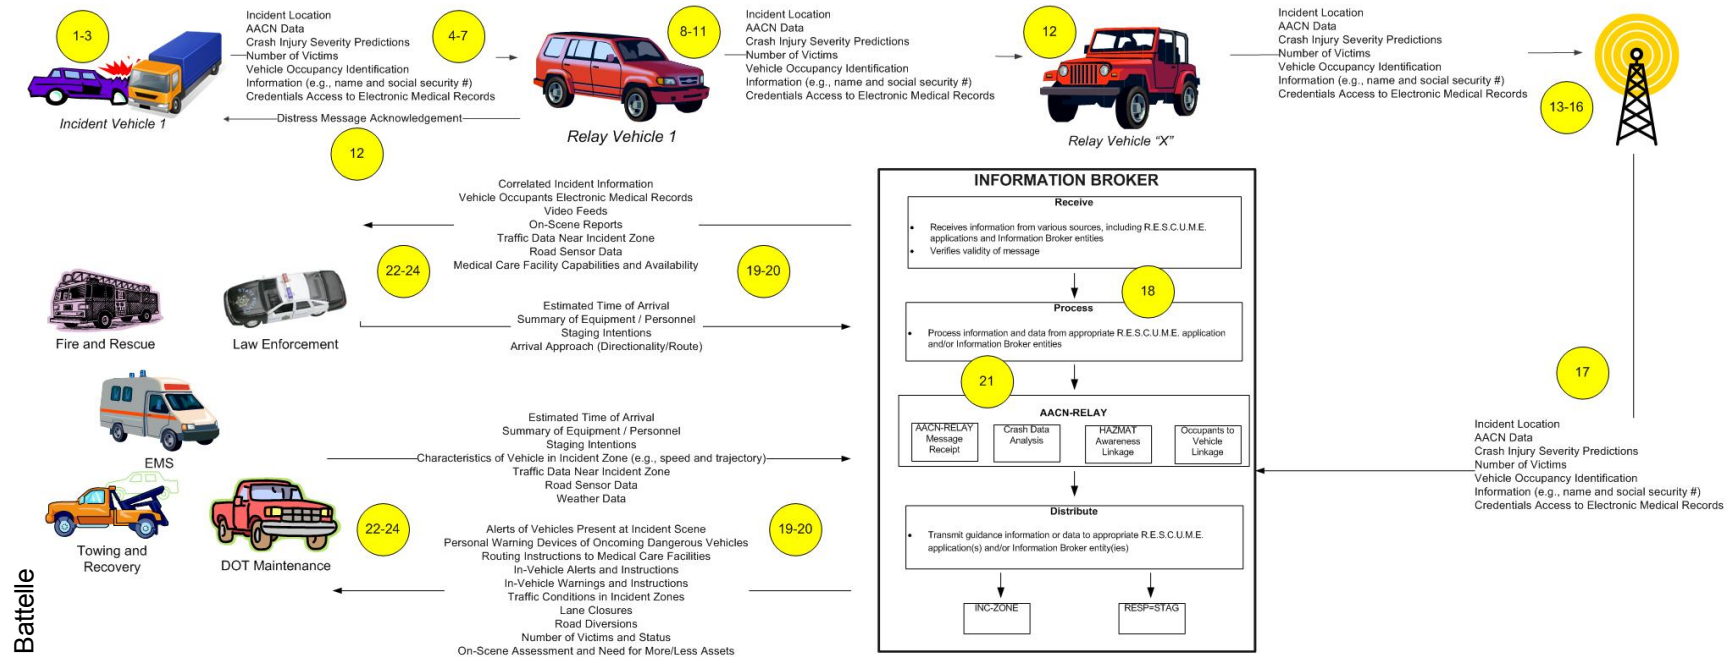 1-3
Incident Location
AACN Data
Crash Injury Severity Predictions
Number of Victims
Vehicle Occupancy Identification
Information (e.g., name and social security #)
Credentials Access to Electronic Medical Records
4-7
Incident Vehicle 1
Distress Message Acknowledgement
12
Relay Vehicle 1
8-11
Incident Location
AACN Data
Crash Injury Severity Predictions
Number of Victims
Vehicle Occupancy Identification
Information (e.g., name and social security #)
Credentials Access to Electronic Medical Records
12
Relay Vehicle “X”
Incident Location
AACN Data
Crash Injury Severity Predictions
Number of Victims
Vehicle Occupancy Identification
Information (e.g., name and social security #)
Credentials Access to Electronic Medical Records
13-16
17
Incident Location
AACN Data
Crash Injury Severity Predictions
Number of Victims
Vehicle Occupancy Identification
Information (e.g., name and social security #)
Credentials Access to Electronic Medical Records
INFORMATION BROKER
Receive
• Receives information from various sources, including R.E.S.C.U.M.E.
applications and Information Broker entities
• Verifies validity of message
18
Process
• Process information and data from appropriate R.E.S.C.U.M.E. application
and/or Information Broker entities
21
AACN-RELAY
AACN-RELAY
Message
Receipt
Crash Data
Analysis
HAZMAT
Awareness
Linkage
Occupants to
Vehicle
Linkage
Distribute
• Transmit guidance information or data to appropriate R.E.S.C.U.M.E.
application(s) and/or Information Broker entity(ies)
INC-ZONE
RESP=STAG
Correlated Incident Information
Vehicle Occupants Electronic Medical Records
Video Feeds
On-Scene Reports
Traffic Data Near Incident Zone
Road Sensor Data
Medical Care Facility Capabilities and Availability
22-24
19-20
Estimated Time of Arrival
Summary of Equipment / Personnel
Staging Intentions
Arrival Approach (Directionality/Route)
Fire and Rescue
Law Enforcement
EMS
Towing and
Recovery
DOT Maintenance
Estimated Time of Arrival
Summary of Equipment / Personnel
Staging Intentions
Characteristics of Vehicle in Incident Zone (e.g., speed and trajectory)
Traffic Data Near Incident Zone
Road Sensor Data
Weather Data
22-24
19-20
Alerts of Vehicles Present at Incident Scene
Personal Warning Devices of Oncoming Dangerous Vehicles
Routing Instructions to Medical Care Facilities
In-Vehicle Alerts and Instructions
In-Vehicle Warnings and Instructions
Traffic Conditions in Incident Zones
Lane Closures
Road Diversions
Number of Victims and Status
On-Scene Assessment and Need for More/Less Assets
Battelle